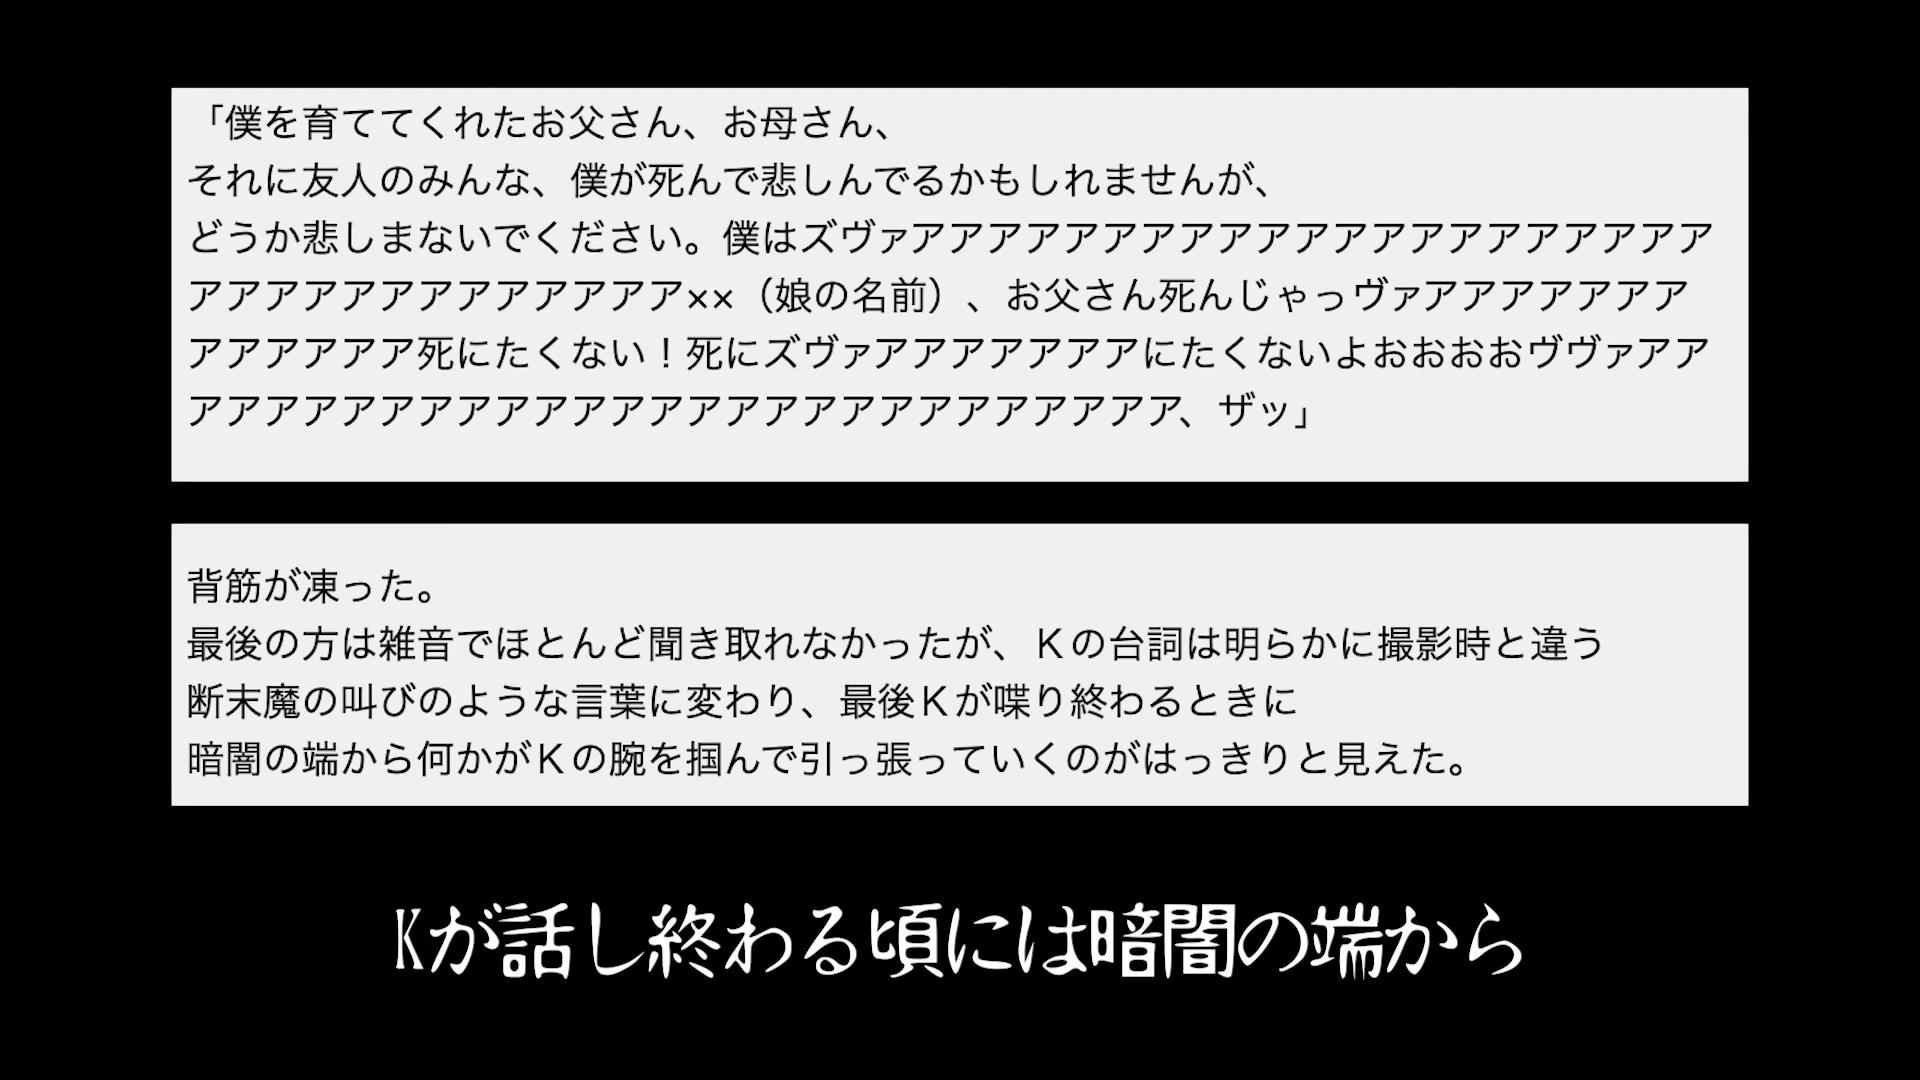 「僕を育ててくれたお父さん、お母さん、
それに友人のみんな、僕が死んで悲しんでるかもしれませんが、
どうか悲しまないでください。僕はズヴァアアアアアアアアアアアアアアアアアアアアア
アアアアアアアアアアアアア××（娘の名前）、お父さん死んじゃっヴァアアアアアアア
アアアアアア死にたくない！死にズヴァアアアアアアアにたくないよおおおおヴヴァアア
アアアアアアアアアアアアアアアアアアアアアアアアアア、ザッ」
背筋が凍った。
最後の方は雑音でほとんど聞き取れなかったが、Ｋの台詞は明らかに撮影時と違う
断末魔の叫びのような言葉に変わり、最後Ｋが喋り終わるときに
暗闇の端から何かがＫの腕を掴んで引っ張っていくのがはっきりと見えた。
Kが話し終わる頃には暗闇の端から